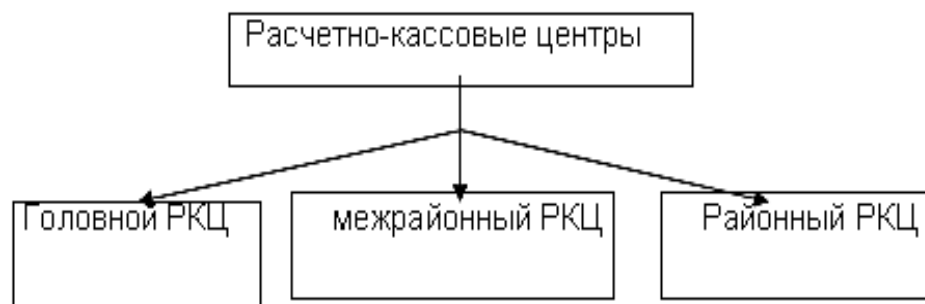 Расчетно-кассовые центры
Головной РКЦ
межрайонный РКЦ
Районный РКЦ